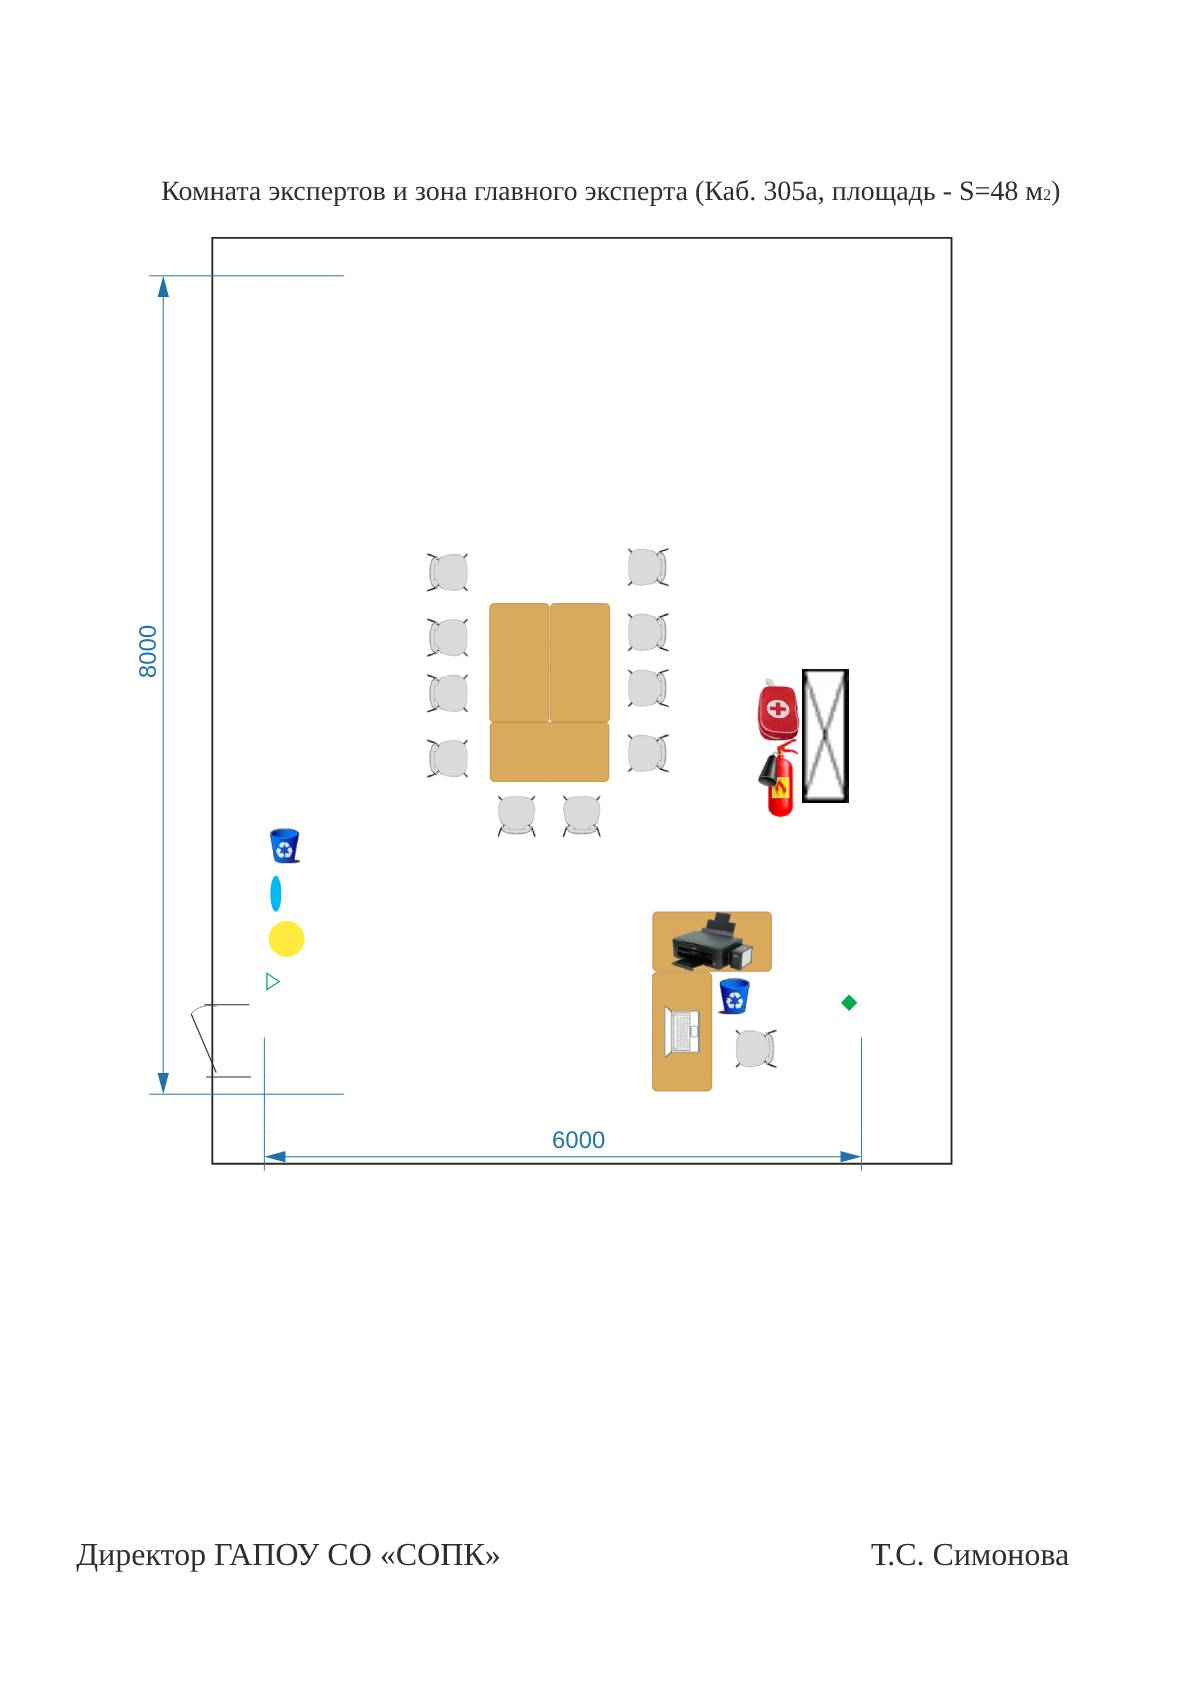 Комната экспертов и зона главного эксперта (Каб. 305а, площадь - S=48 м2)
8000
6000
Директор ГАПОУ СО «СОПК» Т.С. Симонова